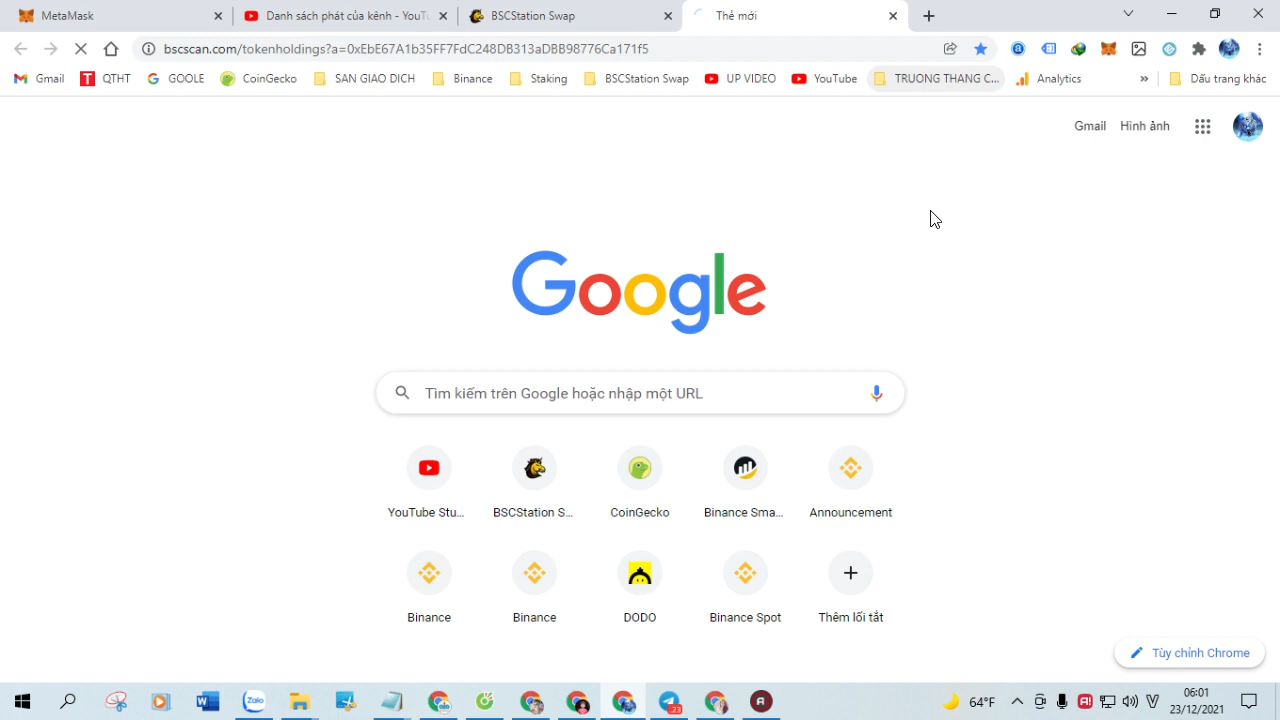 MetaMask
Danh sách phát của kênh - YouT
BSCStation Swap
Thẻ mới
bscscan.com/tokenholdings?a=0xEbE67A1b35FF7FdC248DB313aDBB98776Ca171f5
Gmail
QTHT
GOOLE
CoinGecko
SAN GIAO DICH
Binance
Staking
BSCStation Swap
UP VIDEO
YouTube
TRUONG THANG C...
Analytics
»
Dấu trang khác
Gmail
Hình ảnh
Google
Tìm kiếm trên Google hoặc nhập một URL
YouTube Stu...
BSCStation S...
CoinGecko
Binance Sma...
Announcement
Binance
Binance
DODO
Binance Spot
Thêm lối tắt
Tùy chỉnh Chrome
Zalo
23
64°F
06:01
23/12/2021